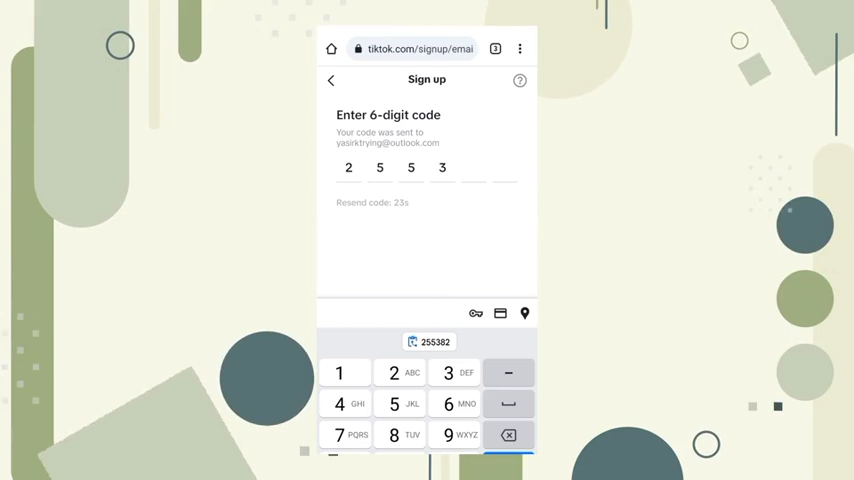 tiktok.com/signup/emai
3
Sign up
?
Enter 6-digit code
Your code was sent to
yasirktrying@outlook.com
2 5 5 3
Resend code: 23s
255382
1 2 ABC 3 DEF –
4 GHI 5 JKL 6 MNO
7 PQRS 8 TUV 9 WXYZ